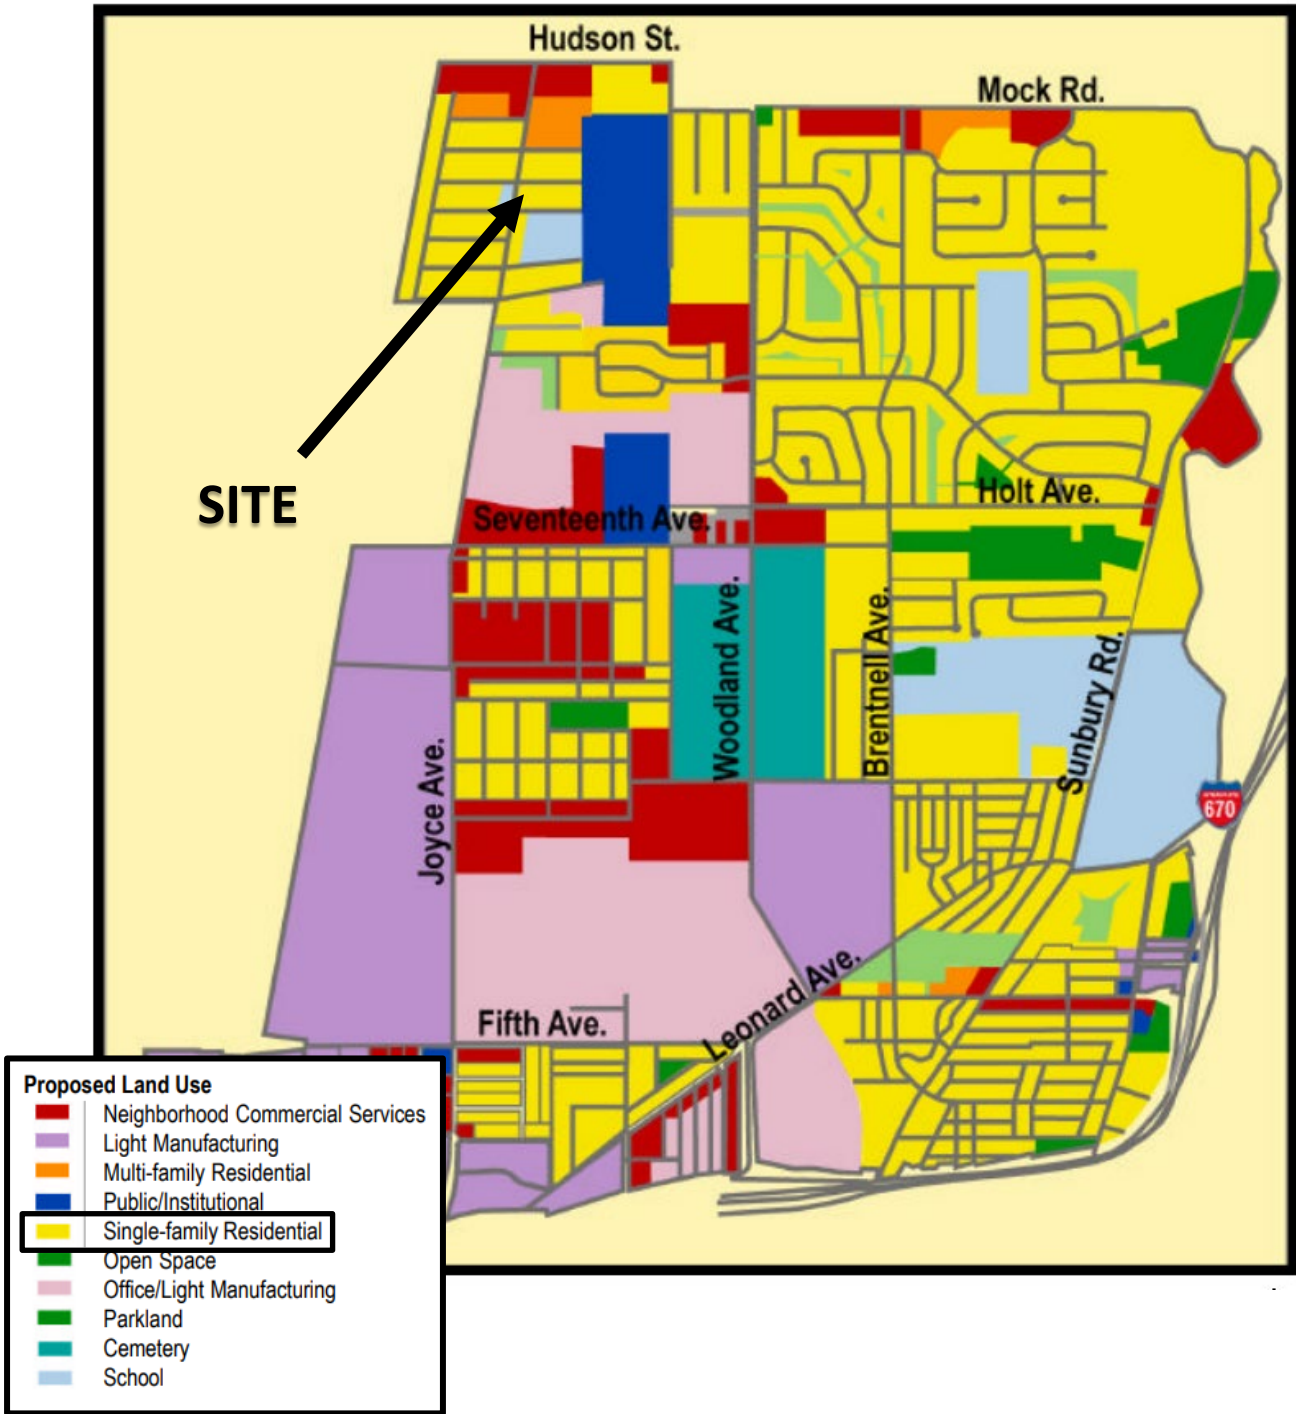 Hudson St.
Mock Rd.
SITE
Holt Ave.
Seventeenth Ave.
Woodland Ave.
Brentnell Ave.
Sunbury Rd.
Joyce Ave.
670
Fifth Ave.
Leonard Ave.
Proposed Land Use
Neighborhood Commercial Services
Light Manufacturing
Multi-family Residential
Public/Institutional
Single-family Residential
Open Space
Office/Light Manufacturing
Parkland
Cemetery
School